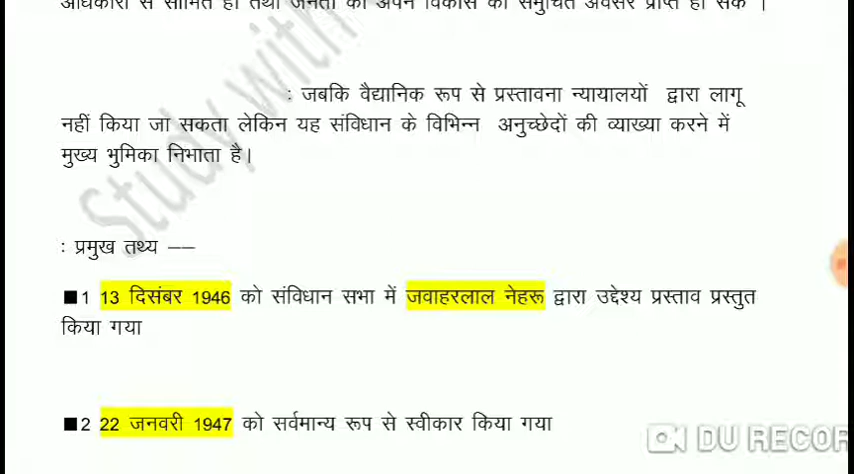 अधिकारों से सीमित हो तथा जनता को अपने विकास का समुचित अवसर प्राप्त हो सके ।
: जबकि वैद्यानिक रूप से प्रस्तावना न्यायालयों द्वारा लागू
नहीं किया जा सकता लेकिन यह संविधान के विभिन्न अनुच्छेदों की व्याख्या करने में
मुख्य भुमिका निभाता है।
Study with
: प्रमुख तथ्य —
■1 13 दिसंबर 1946 को संविधान सभा में जवाहरलाल नेहरू द्वारा उद्देश्य प्रस्ताव प्रस्तुत
किया गया
■2 22 जनवरी 1947 को सर्वमान्य रूप से स्वीकार किया गया
DU RECOR